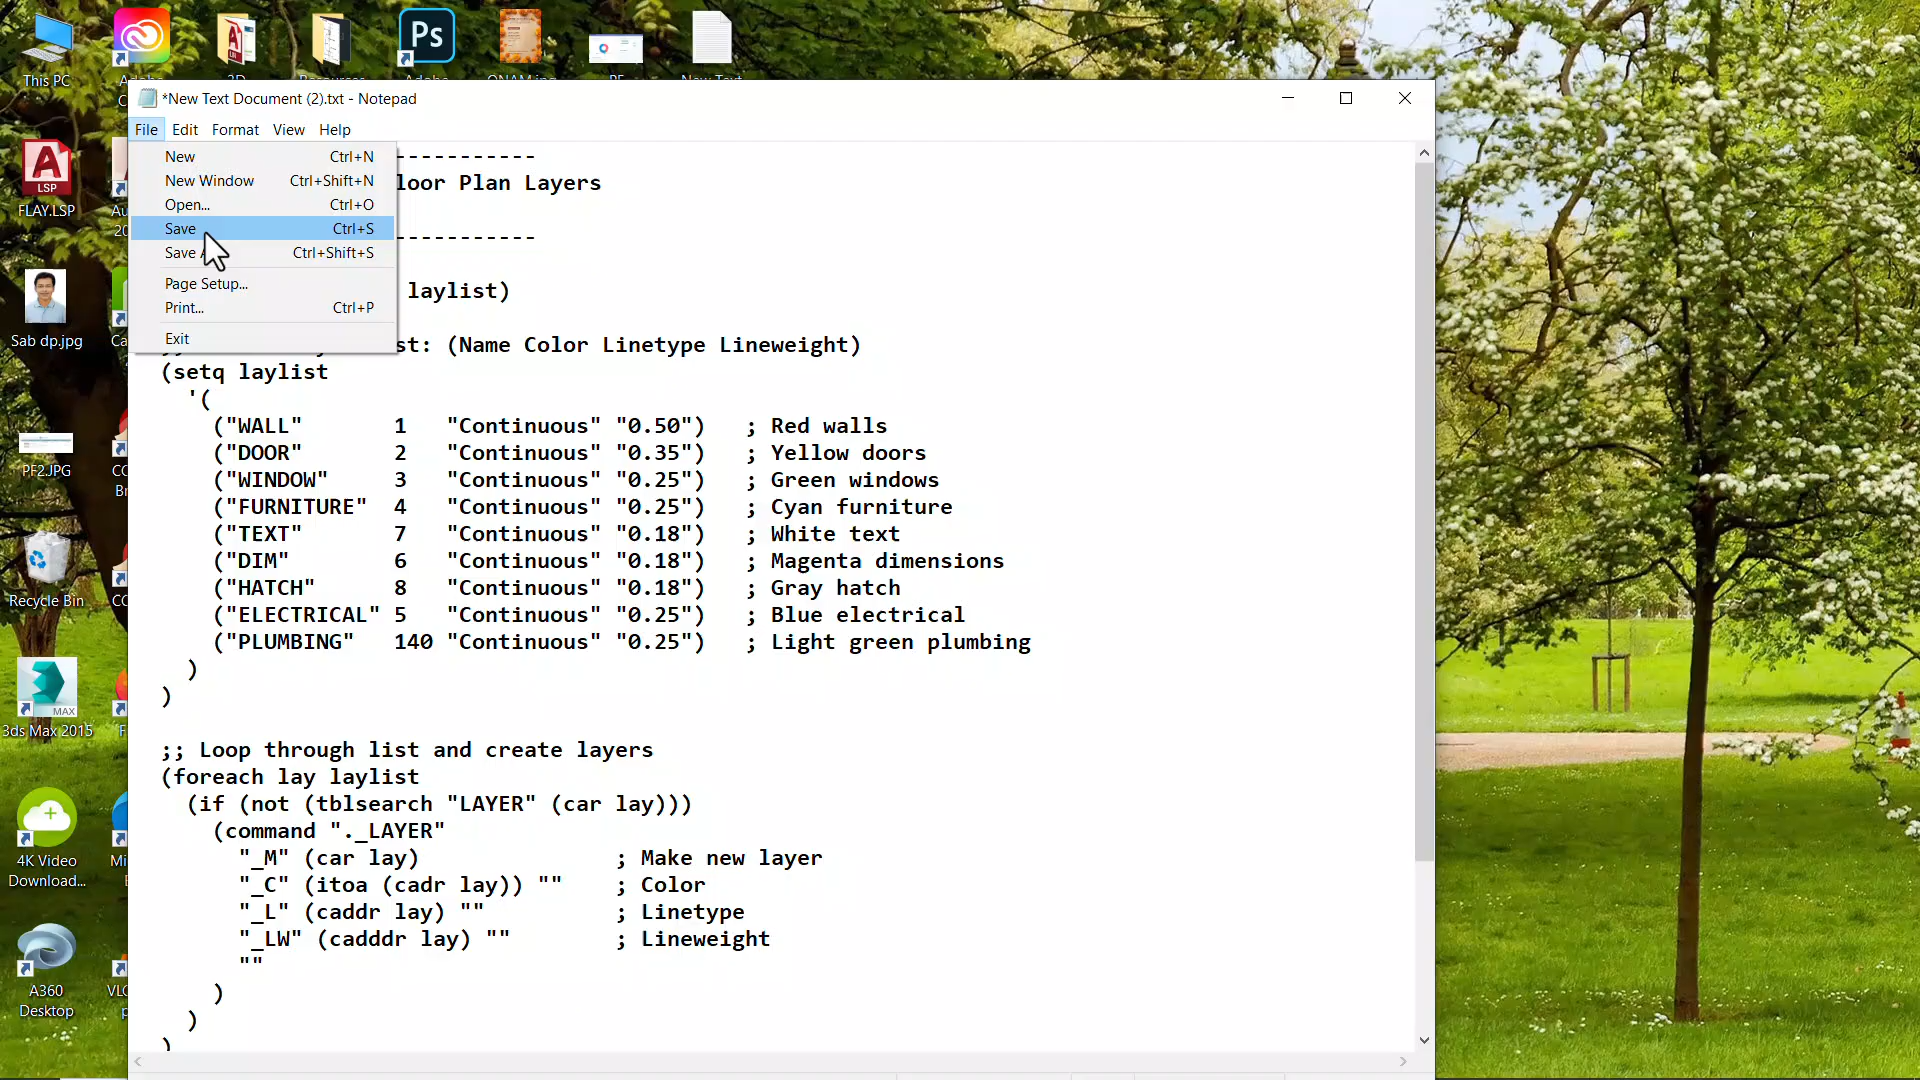 This PC
Ps
*New Text Document (2).txt - Notepad
File Edit Format View Help
New Ctrl+N
New Window Ctrl+Shift+N
Open... Ctrl+O
Save Ctrl+S
Save Ctrl+Shift+S
Page Setup...
Print... Ctrl+P
Exit
-----------
loor Plan Layers
-----------
laylist)
st: (Name Color Linetype Lineweight)
(setq laylist
'(
("WALL" 1 "Continuous" "0.50") ; Red walls
("DOOR" 2 "Continuous" "0.35") ; Yellow doors
("WINDOW" 3 "Continuous" "0.25") ; Green windows
("FURNITURE" 4 "Continuous" "0.25") ; Cyan furniture
("TEXT" 7 "Continuous" "0.18") ; White text
("DIM" 6 "Continuous" "0.18") ; Magenta dimensions
("HATCH" 8 "Continuous" "0.18") ; Gray hatch
("ELECTRICAL" 5 "Continuous" "0.25") ; Blue electrical
("PLUMBING" 140 "Continuous" "0.25") ; Light green plumbing
)
)
;; Loop through list and create layers
(foreach lay laylist
(if (not (tblsearch "LAYER" (car lay)))
(command "._LAYER"
"_M" (car lay) ; Make new layer
"_C" (itoa (cadr lay)) "" ; Color
"_L" (caddr lay) "" ; Linetype
"_LW" (cadddr lay) "" ; Lineweight
""
)
)
)
A
LSP
FLAY.LSP
Sab dp.jpg
PF2.JPG
Recycle Bin
MAX
3ds Max 2015
4K Video
Download...
A360
Desktop